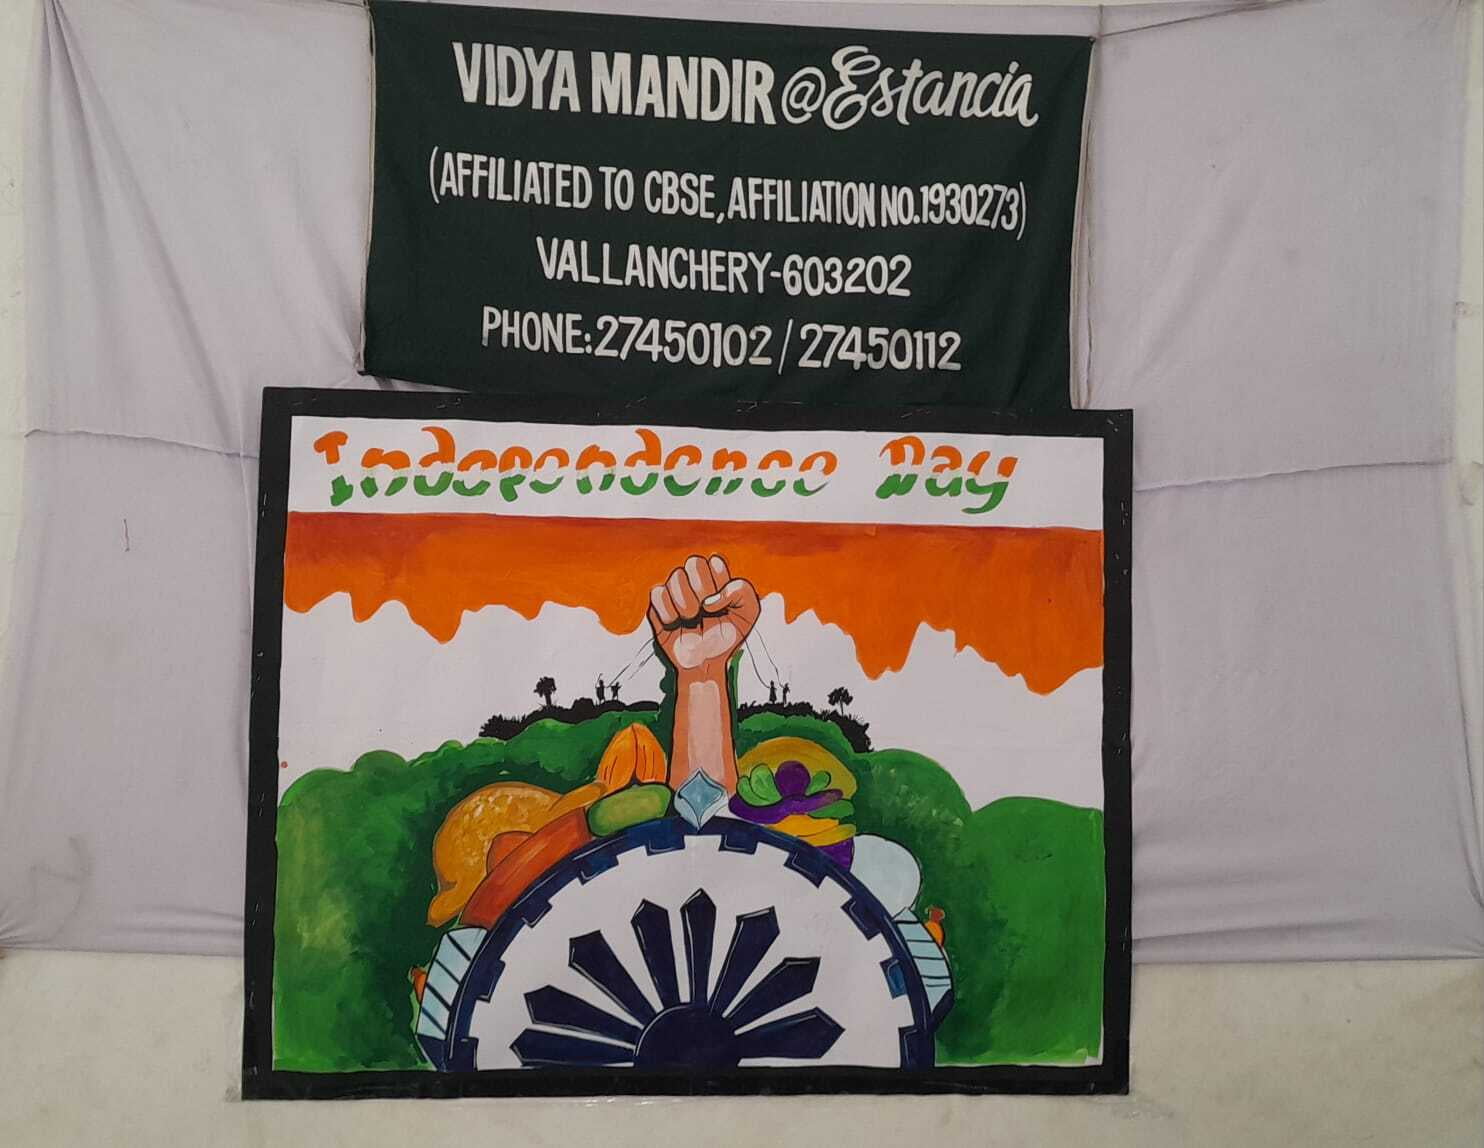 VIDYA MANDIR @Estancia
(AFFILIATED TO CBSE, AFFILIATION NO.1930273)
VALLANCHERY-603202
PHONE:27450102/27450112
Independence Day